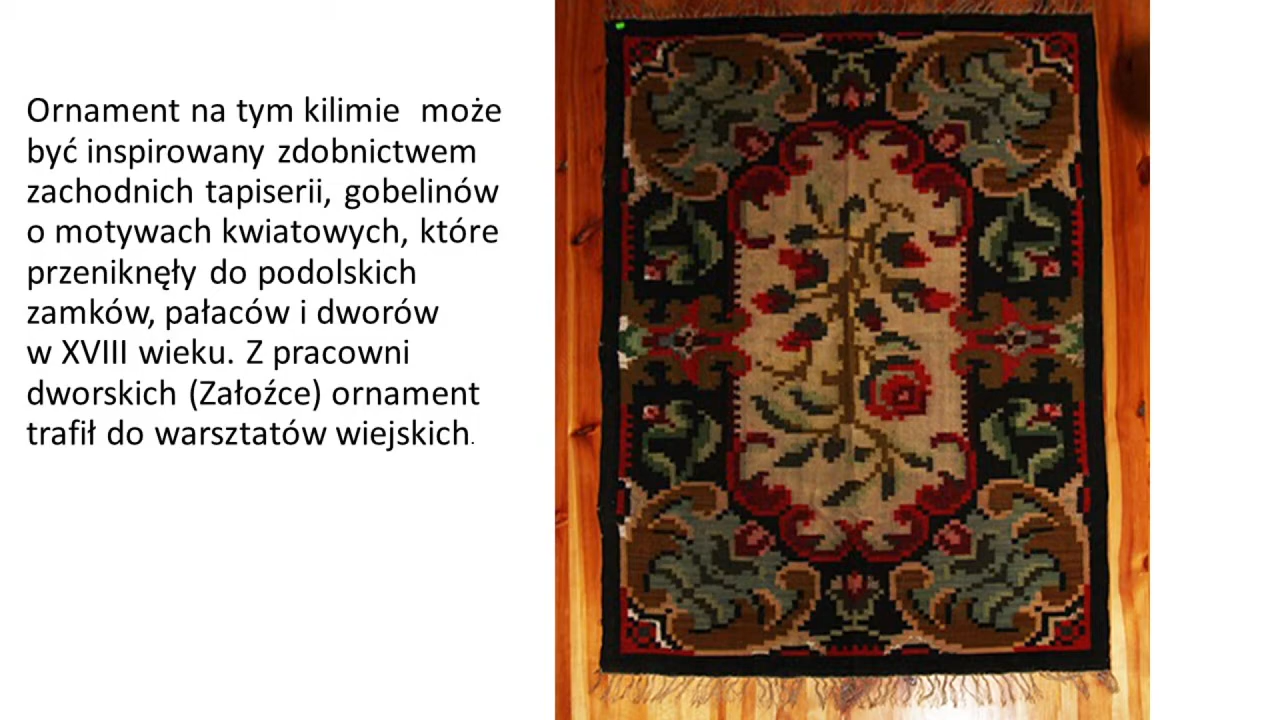 Ornament na tym kilimie  może
być inspirowany zdobnictwem
zachodnich tapiserii, gobelinów
o motywach kwiatowych, które
przeniknęły do podolskich
zamków, pałaców i dworów
w XVIII wieku. Z pracowni
dworskich (Załoźce) ornament
trafił do warsztatów wiejskich.